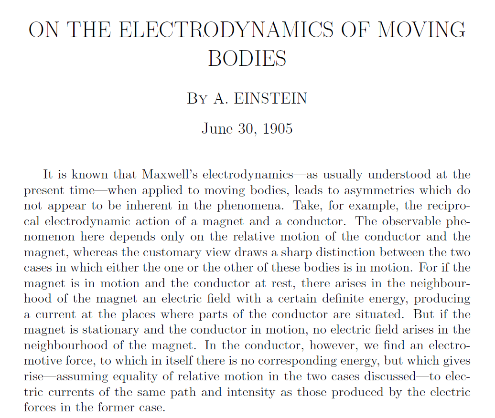 ON THE ELECTRODYNAMICS OF MOVING
BODIES
By A. EINSTEIN
June 30, 1905
It is known that Maxwell's electrodynamics—as usually understood at the
present time—when applied to moving bodies, leads to asymmetries which do
not appear to be inherent in the phenomena. Take, for example, the recipro-
cal electrodynamic action of a magnet and a conductor. The observable phe-
nomenon here depends only on the relative motion of the conductor and the
magnet, whereas the customary view draws a sharp distinction between the two
cases in which either the one or the other of these bodies is in motion. For if the
magnet is in motion and the conductor at rest, there arises in the neighbour-
hood of the magnet an electric field with a certain definite energy, producing
a current at the places where parts of the conductor are situated. But if the
magnet is stationary and the conductor in motion, no electric field arises in the
neighbourhood of the magnet. In the conductor, however, we find an electro-
motive force, to which in itself there is no corresponding energy, but which gives
rise—assuming equality of relative motion in the two cases discussed—to elec-
tric currents of the same path and intensity as those produced by the electric
forces in the former case.